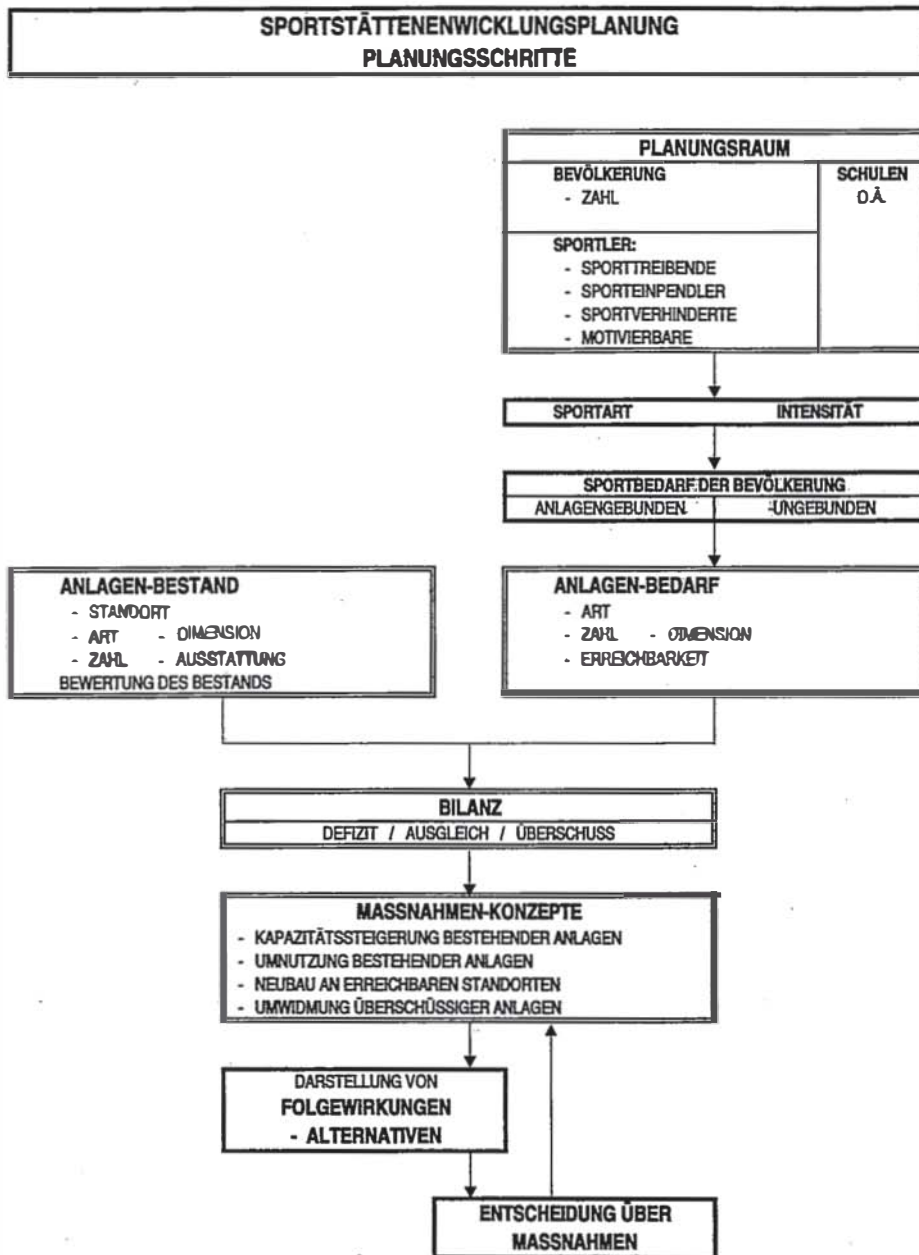 SPORTSTÄTTENENWICKLUNGSPLANUNG
PLANUNGSSCHRITTE
PLANUNGSRAUM
BEVÖLKERUNG
- ZAHL
SCHULEN
O.Ä.
SPORTLER:
- SPORTTREIBENDE
- SPORTEINPENDLER
- SPORTVERHINDERTE
- MOTIVIERBARE
SPORTART INTENSITÄT
SPORTBEDARF DER BEVÖLKERUNG
ANLAGENGEBUNDEN -UNGEBUNDEN
ANLAGEN-BESTAND
- STANDORT
- ART - DIMENSION
- ZAHL - AUSSTATTUNG
BEWERTUNG DES BESTANDS
ANLAGEN-BEDARF
- ART
- ZAHL - DIMENSION
- ERREICHBARKEIT
BILANZ
DEFIZIT / AUSGLEICH / ÜBERSCHUSS
MASSNAHMEN-KONZEPTE
- KAPAZITÄTSSTEIGERUNG BESTEHENDER ANLAGEN
- UMNUTZUNG BESTEHENDER ANLAGEN
- NEUBAU AN ERREICHBAREN STANDORTEN
- UMWIDMUNG ÜBERSCHÜSSIGER ANLAGEN
DARSTELLUNG VON
FOLGEWIRKUNGEN
- ALTERNATIVEN
ENTSCHEIDUNG ÜBER
MASSNAHMEN